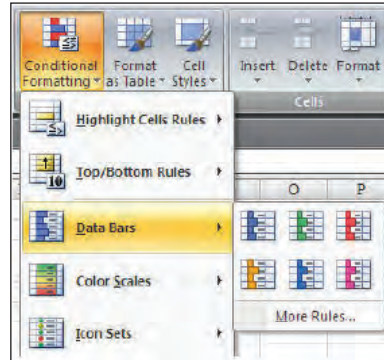 Conditional Formatting
Format as Table
Cell Styles
Insert
Delete
Format
Cells
Highlight Cells Rules
Top/Bottom Rules
10
O P
Data Bars
Color Scales
More Rules...
Icon Sets